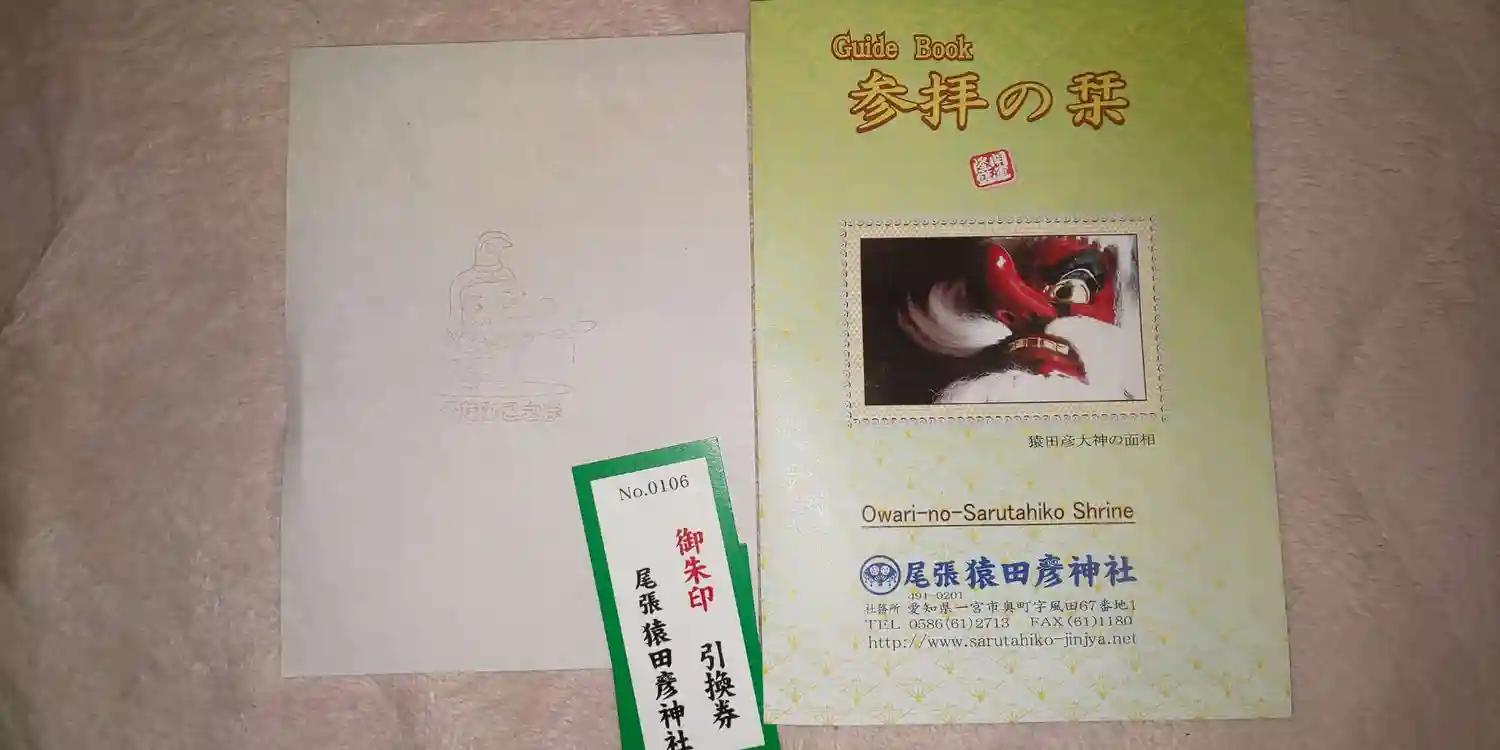 Guide Book
参拝の栞
猿田彦大神の面相
Owari-no-Sarutahiko Shrine
尾張猿田彦神社
491-0201
社務所 愛知県一宮市奥町字風田67番地1
TEL 0586(61)2713 FAX(61)1180
http://www.sarutahiko-jinjya.net
No.0106
御朱印 引換券
尾張猿田彦神社